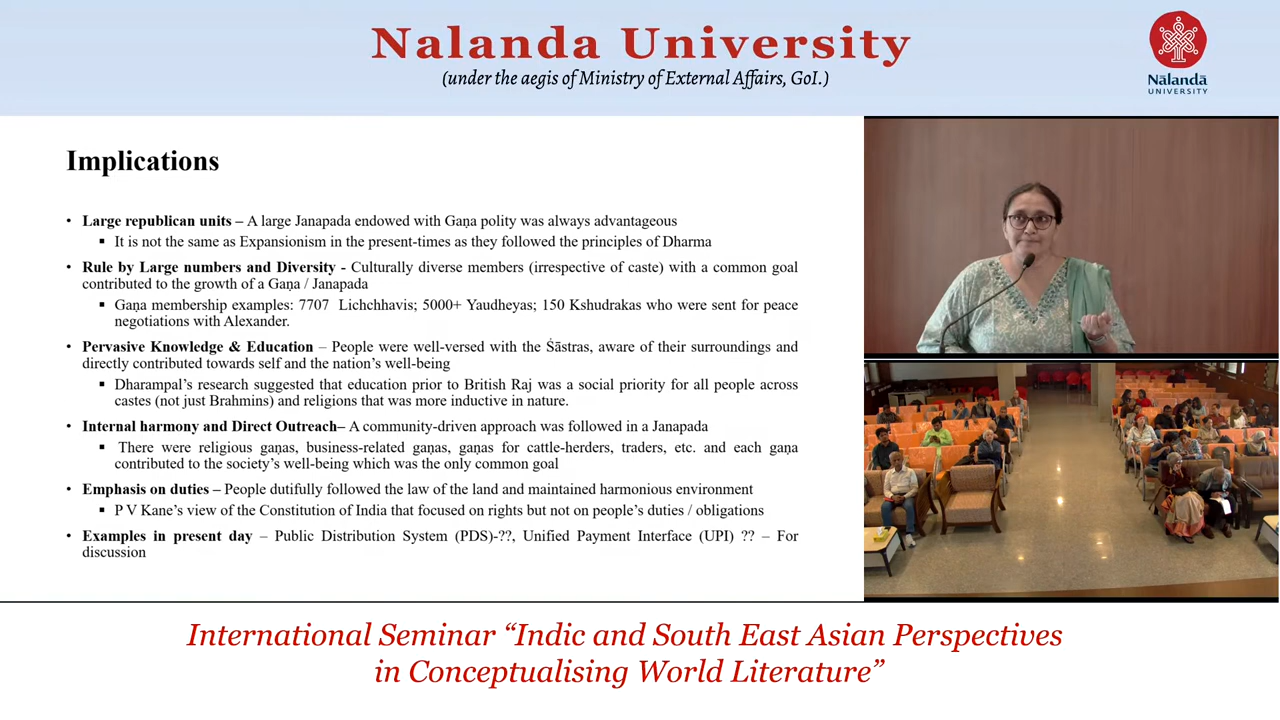 Nalanda University
(under the aegis of Ministry of External Affairs, GoI.)
Nālandā
UNIVERSITY
Implications
• Large republican units – A large Janapada endowed with Gaṇa polity was always advantageous
▪ It is not the same as Expansionism in the present-times as they followed the principles of Dharma
• Rule by Large numbers and Diversity - Culturally diverse members (irrespective of caste) with a common goal
contributed to the growth of a Gaṇa / Janapada
▪ Gaṇa membership examples: 7707 Lichchhavis; 5000+ Yaudheyas; 150 Kshudrakas who were sent for peace
negotiations with Alexander.
• Pervasive Knowledge & Education – People were well-versed with the Śāstras, aware of their surroundings and
directly contributed towards self and the nation’s well-being
▪ Dharampal’s research suggested that education prior to British Raj was a social priority for all people across
castes (not just Brahmins) and religions that was more inductive in nature.
• Internal harmony and Direct Outreach– A community-driven approach was followed in a Janapada
▪ There were religious gaṇas, business-related gaṇas, gaṇas for cattle-herders, traders, etc. and each gaṇa
contributed to the society’s well-being which was the only common goal
• Emphasis on duties – People dutifully followed the law of the land and maintained harmonious environment
▪ P V Kane’s view of the Constitution of India that focused on rights but not on people’s duties / obligations
• Examples in present day – Public Distribution System (PDS)-??, Unified Payment Interface (UPI) ?? – For
discussion
International Seminar “Indic and South East Asian Perspectives
in Conceptualising World Literature”